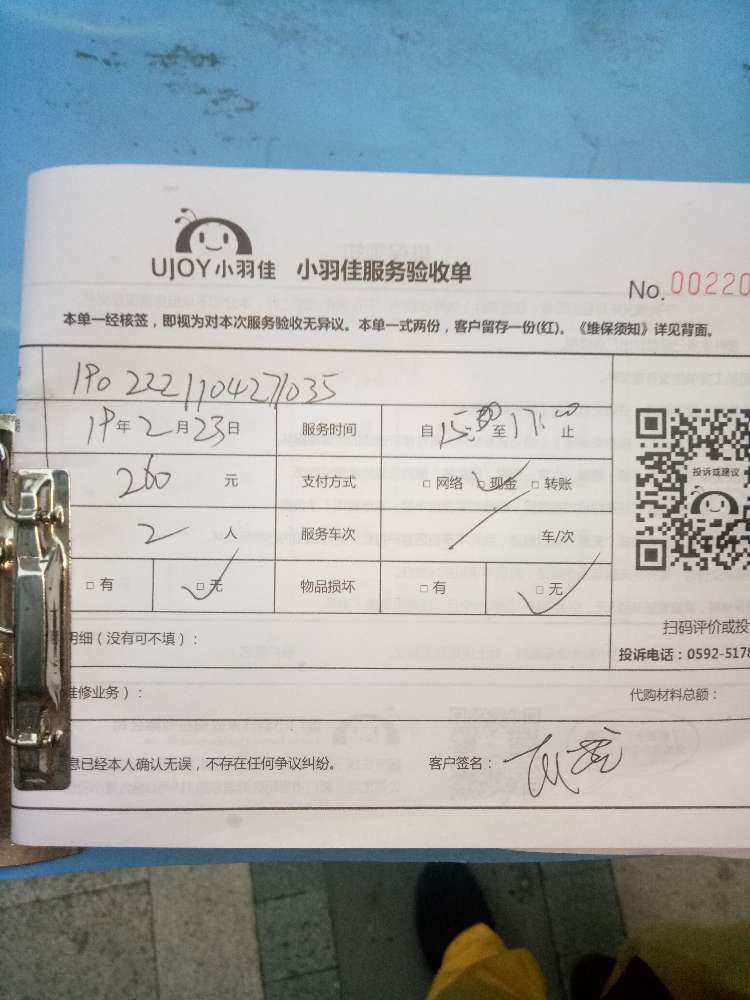 UJOY小羽佳 小羽佳服务验收单
No. 00220
本单一经核签，即视为对本次服务验收无异议。本单一式两份，客户留存一份(红)。《维保须知》详见背面。
19年2月23日 服务时间 自15:00至17:00止
260元 支付方式 □网络 □现金 □转账
投诉或建议
2人 服务车次 车/次
□有 □无 物品损坏 □有 □无
明细（没有可不填）：
扫码评价或投
投诉电话：0592-5178
维修业务）： 代购材料总额：
息已经本人确认无误，不存在任何争议纠纷。 客户签名：